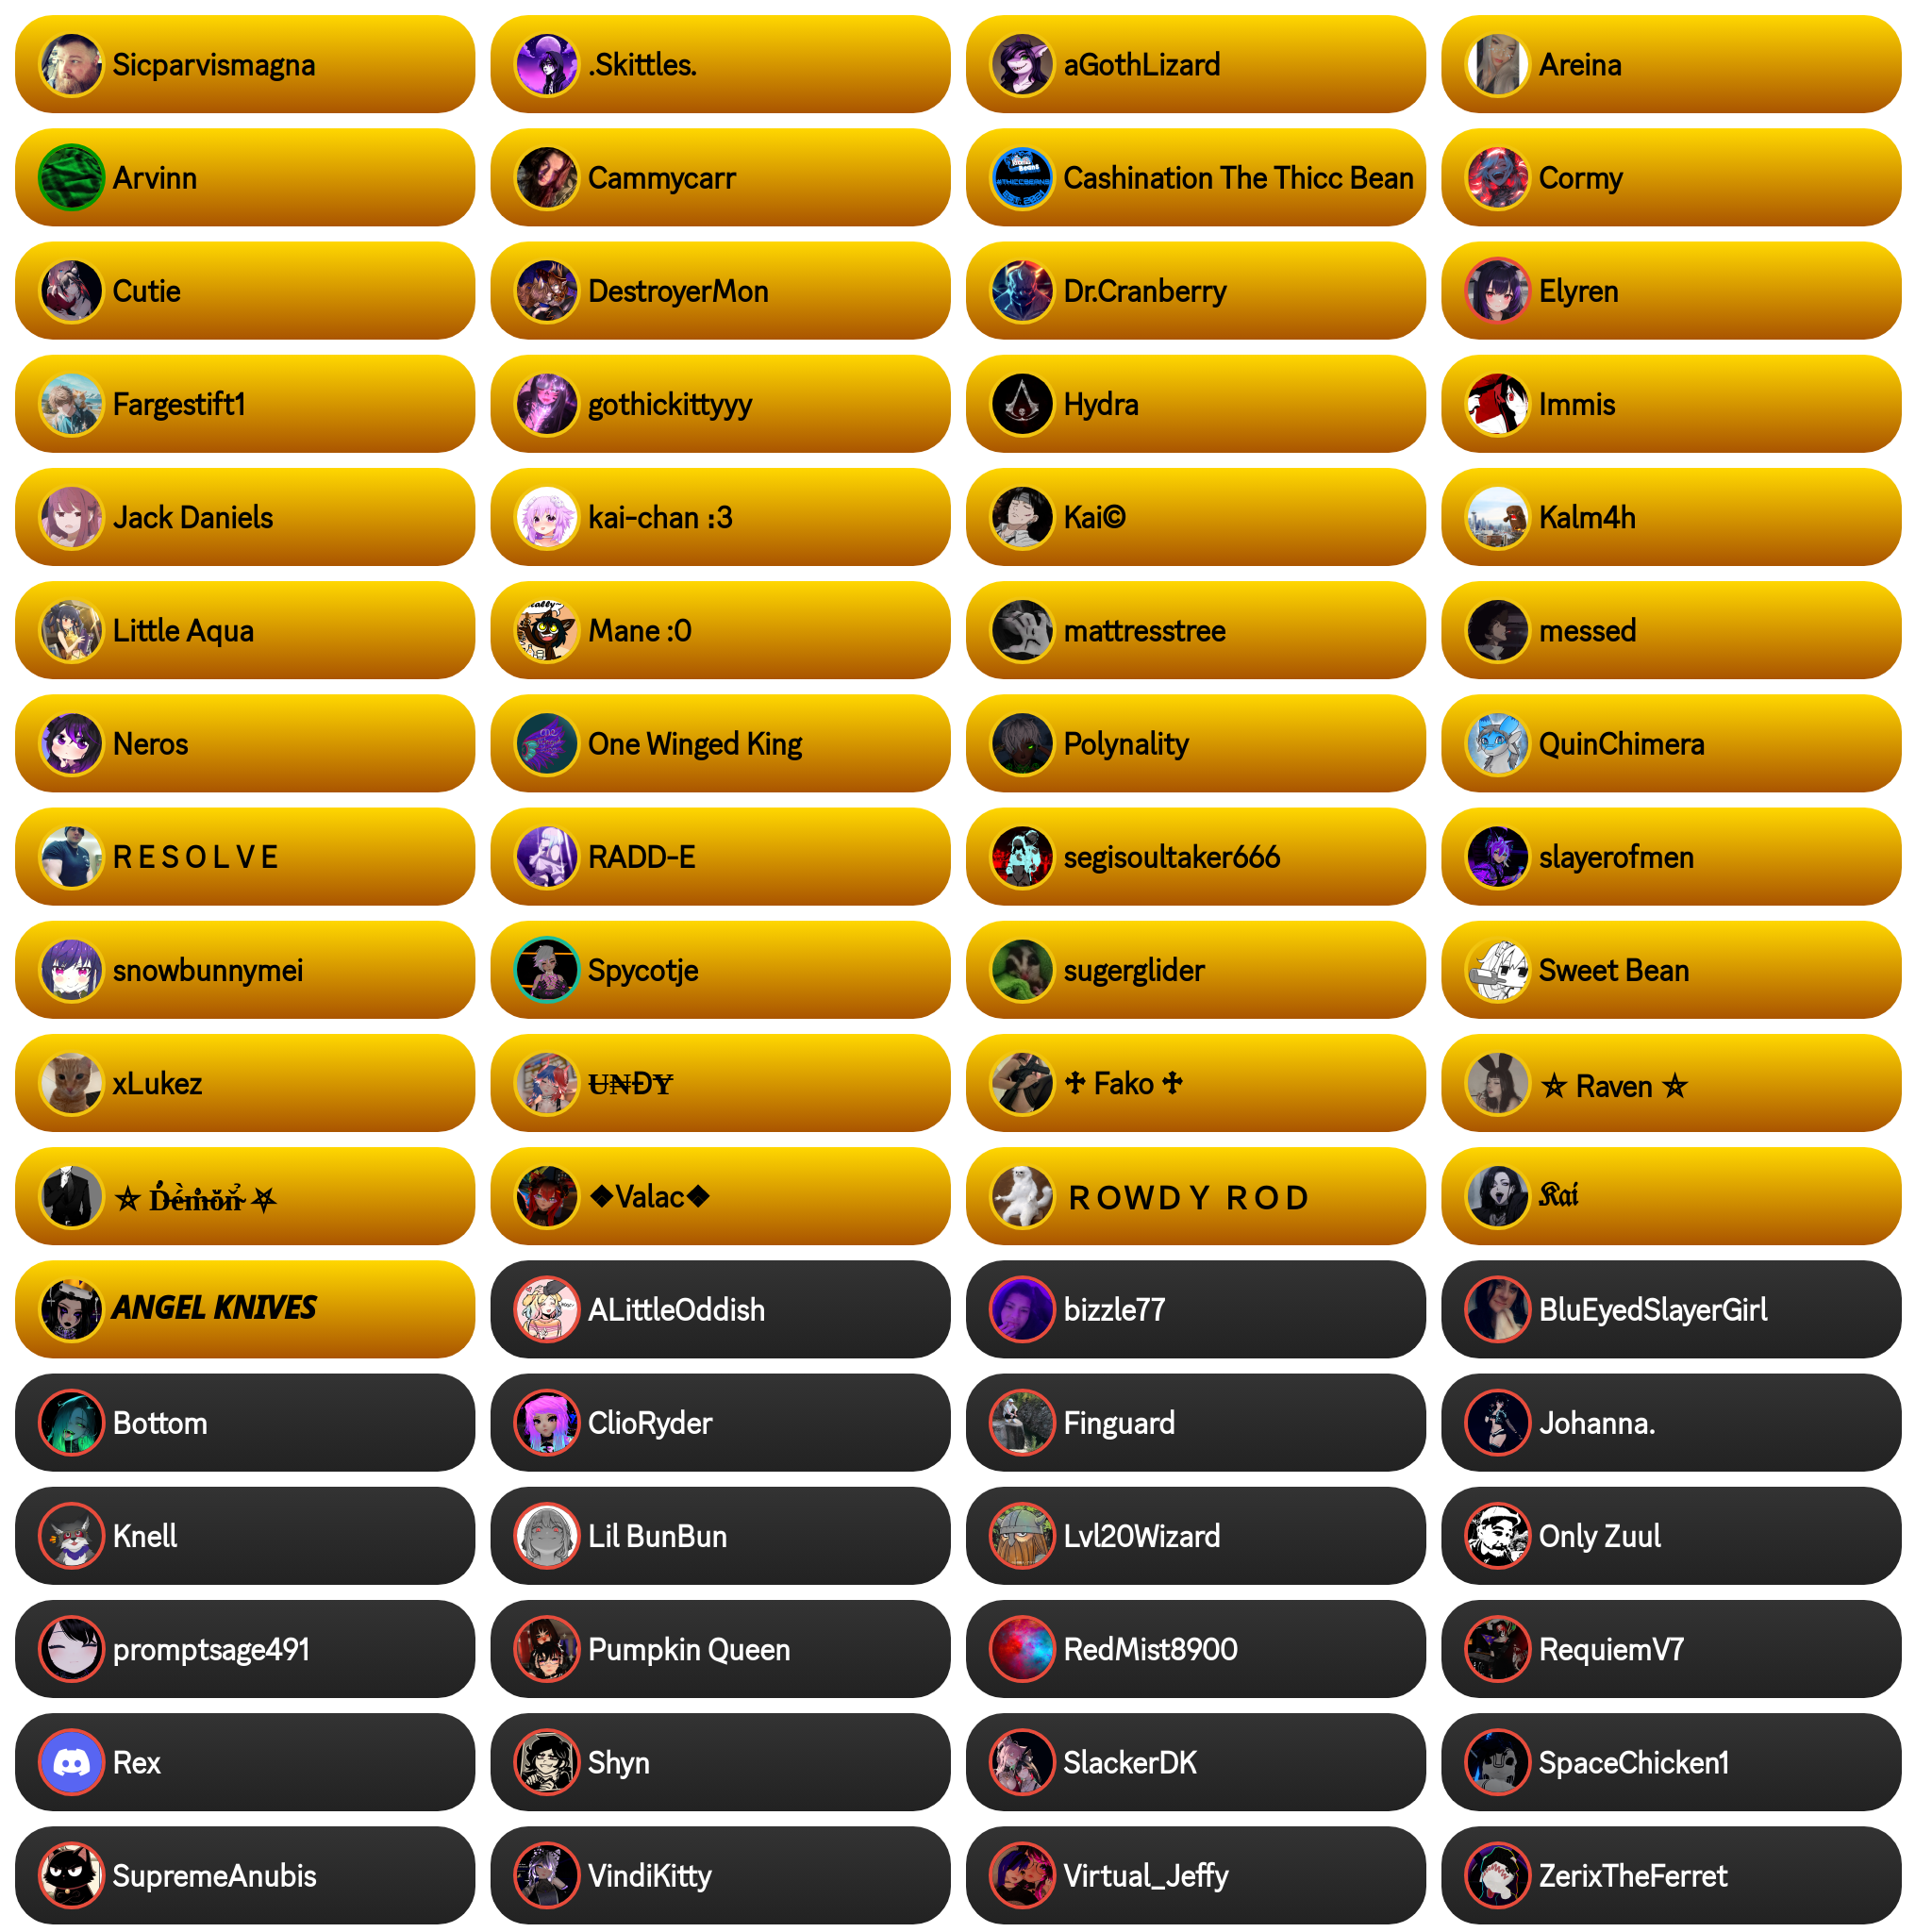 Sicparvismagna
.Skittles.
aGothLizard
Areina
Arvinn
Cammycarr
Cashination The Thicc Bean
Cormy
Cutie
DestroyerMon
Dr.Cranberry
Elyren
Fargestift1
gothickittyyy
Hydra
Immis
Jack Daniels
kai-chan :3
Kai©
Kalm4h
Little Aqua
Mane :0
mattresstree
messed
Neros
One Winged King
Polynality
QuinChimera
R E S O L V E
RADD-E
segisoultaker666
slayerofmen
snowbunnymei
Spycotje
sugerglider
Sweet Bean
xLukez
U̶N̶ĐɎ
♱ Fako ♱
⛥ Raven ⛥
⛥ D̶é̶m̶ŏ̶n̶ ⛧
◆Valac◆
ＲＯＷＤＹ ＲＯＤ
𝕶𝖆𝖎
ANGEL KNIVES
ALittleOddish
bizzle77
BluEyedSlayerGirl
Bottom
ClioRyder
Finguard
Johanna.
Knell
Lil BunBun
Lvl20Wizard
Only Zuul
promptsage491
Pumpkin Queen
RedMist8900
RequiemV7
Rex
Shyn
SlackerDK
SpaceChicken1
SupremeAnubis
VindiKitty
Virtual_Jeffy
ZerixTheFerret